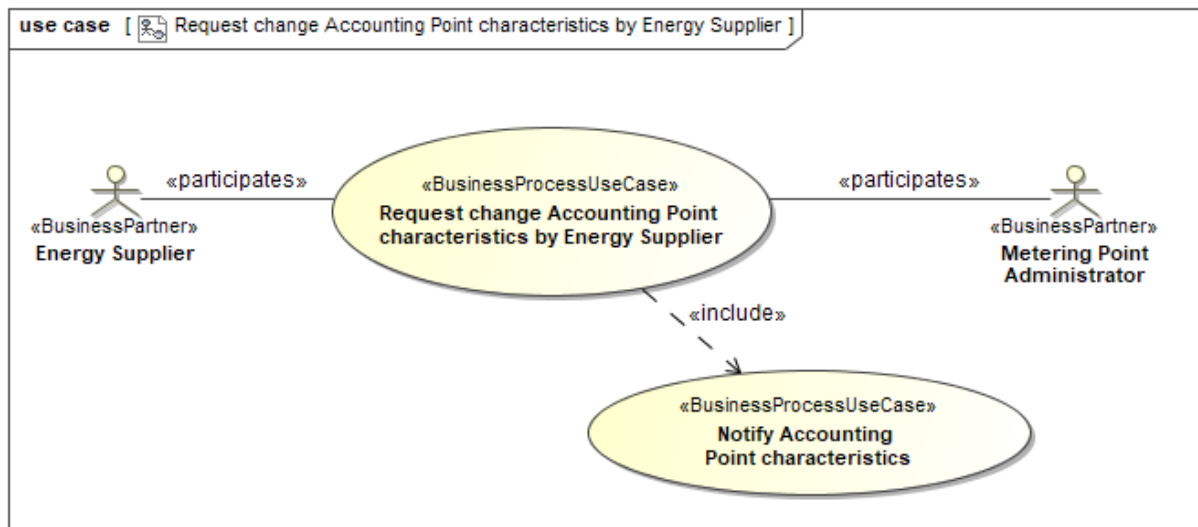 use case [ Request change Accounting Point characteristics by Energy Supplier ]
«participates»
«participates»
«BusinessProcessUseCase»
Request change Accounting Point
characteristics by Energy Supplier
«BusinessPartner»
Energy Supplier
«BusinessPartner»
Metering Point
Administrator
«include»
«BusinessProcessUseCase»
Notify Accounting
Point characteristics